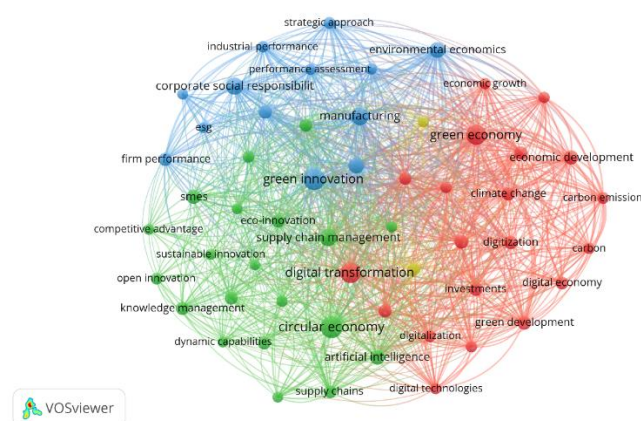 strategic approach
industrial performance
environmental economics
performance assessment
corporate social responsibilit
economic growth
manufacturing
esg
green economy
firm performance
economic development
green innovation
climate change
smes
carbon emission
eco-innovation
competitive advantage
supply chain management
digitization
carbon
sustainable innovation
open innovation
digital transformation
investments
digital economy
knowledge management
circular economy
green development
dynamic capabilities
digitalization
artificial intelligence
supply chains
digital technologies
VOSviewer